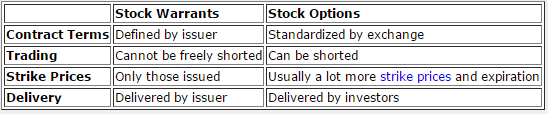 Stock Warrants Stock Options
Contract Terms Defined by issuer Standardized by exchange
Trading Cannot be freely shorted Can be shorted
Strike Prices Only those issued Usually a lot more strike prices and expiration
Delivery Delivered by issuer Delivered by investors